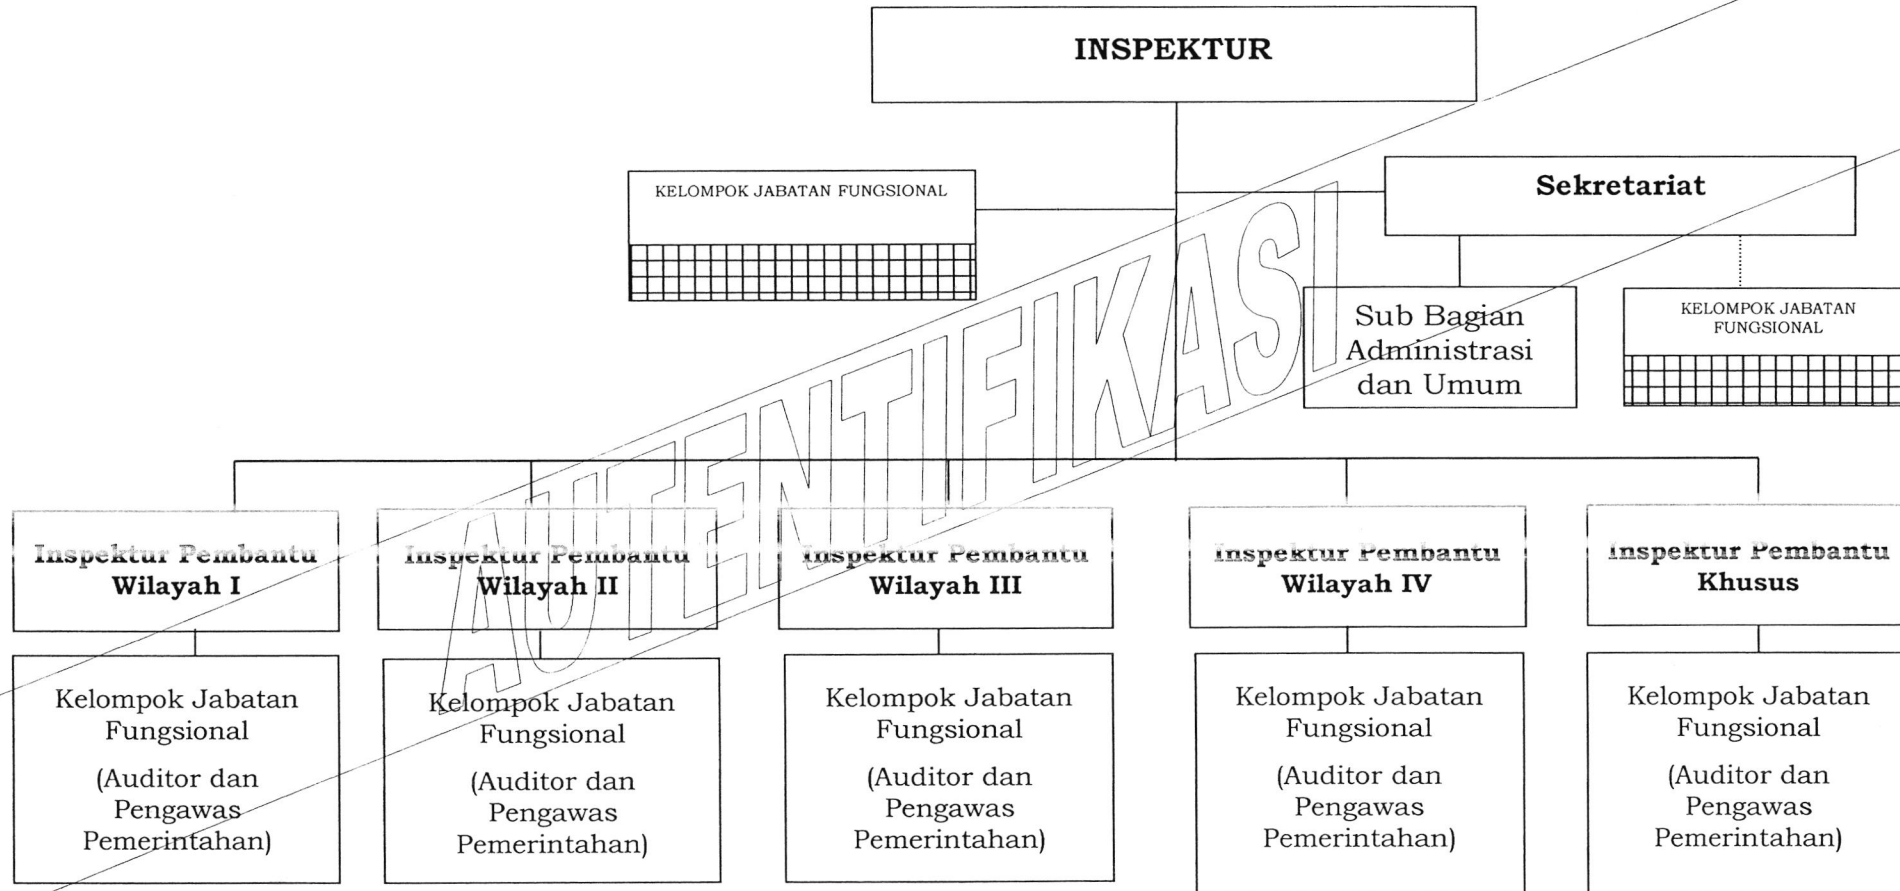 INSPEKTUR
KELOMPOK JABATAN FUNGSIONAL
Sekretariat
Sub Bagian
Administrasi
dan Umum
KELOMPOK JABATAN
FUNGSIONAL
AUTENTIFIKASI
Inspektur Pembantu
Wilayah I
Inspektur Pembantu
Wilayah II
Inspektur Pembantu
Wilayah III
Inspektur Pembantu
Wilayah IV
Inspektur Pembantu
Khusus
Kelompok Jabatan
Fungsional
(Auditor dan
Pengawas
Pemerintahan)
Kelompok Jabatan
Fungsional
(Auditor dan
Pengawas
Pemerintahan)
Kelompok Jabatan
Fungsional
(Auditor dan
Pengawas
Pemerintahan)
Kelompok Jabatan
Fungsional
(Auditor dan
Pengawas
Pemerintahan)
Kelompok Jabatan
Fungsional
(Auditor dan
Pengawas
Pemerintahan)